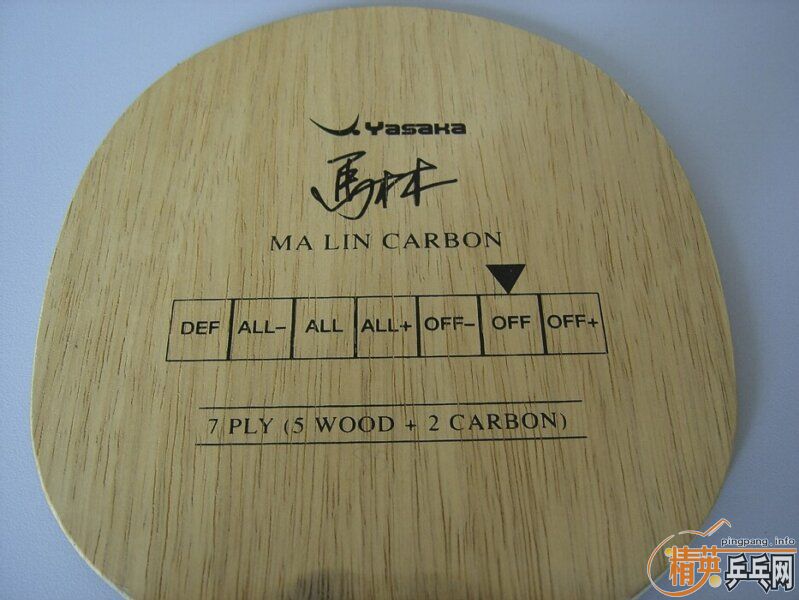 Yasaka
馬林
MA LIN CARBON
DEF ALL- ALL ALL+ OFF- OFF OFF+
7 PLY (5 WOOD + 2 CARBON)
pingpang.info
精英乒乓网